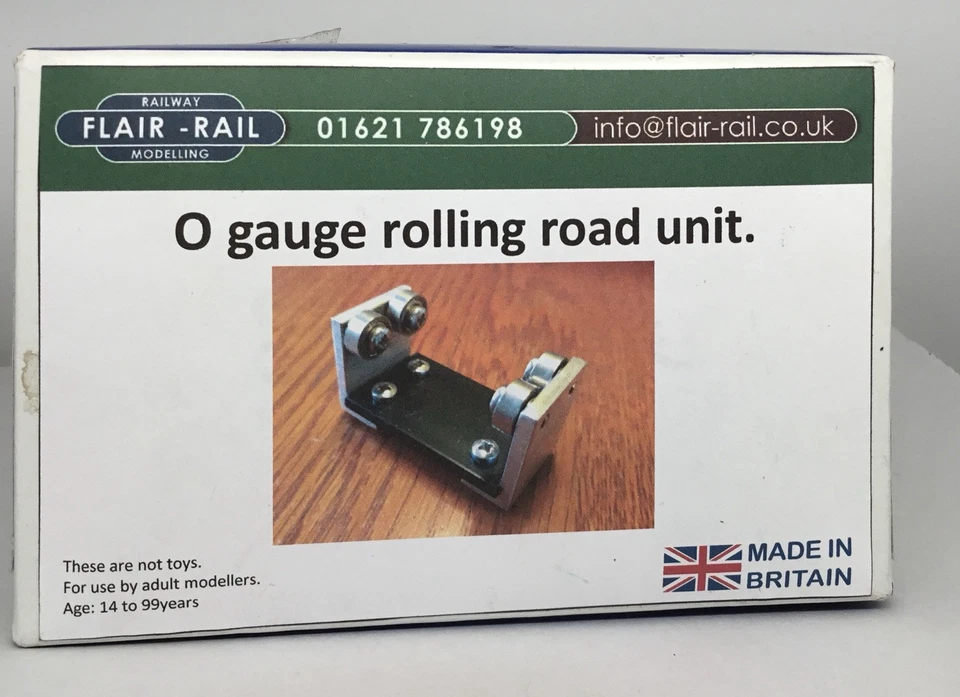 RAILWAY
FLAIR -RAIL
MODELLING
01621 786198
info@flair-rail.co.uk
O gauge rolling road unit.
These are not toys.
For use by adult modellers.
Age: 14 to 99years
MADE IN
BRITAIN